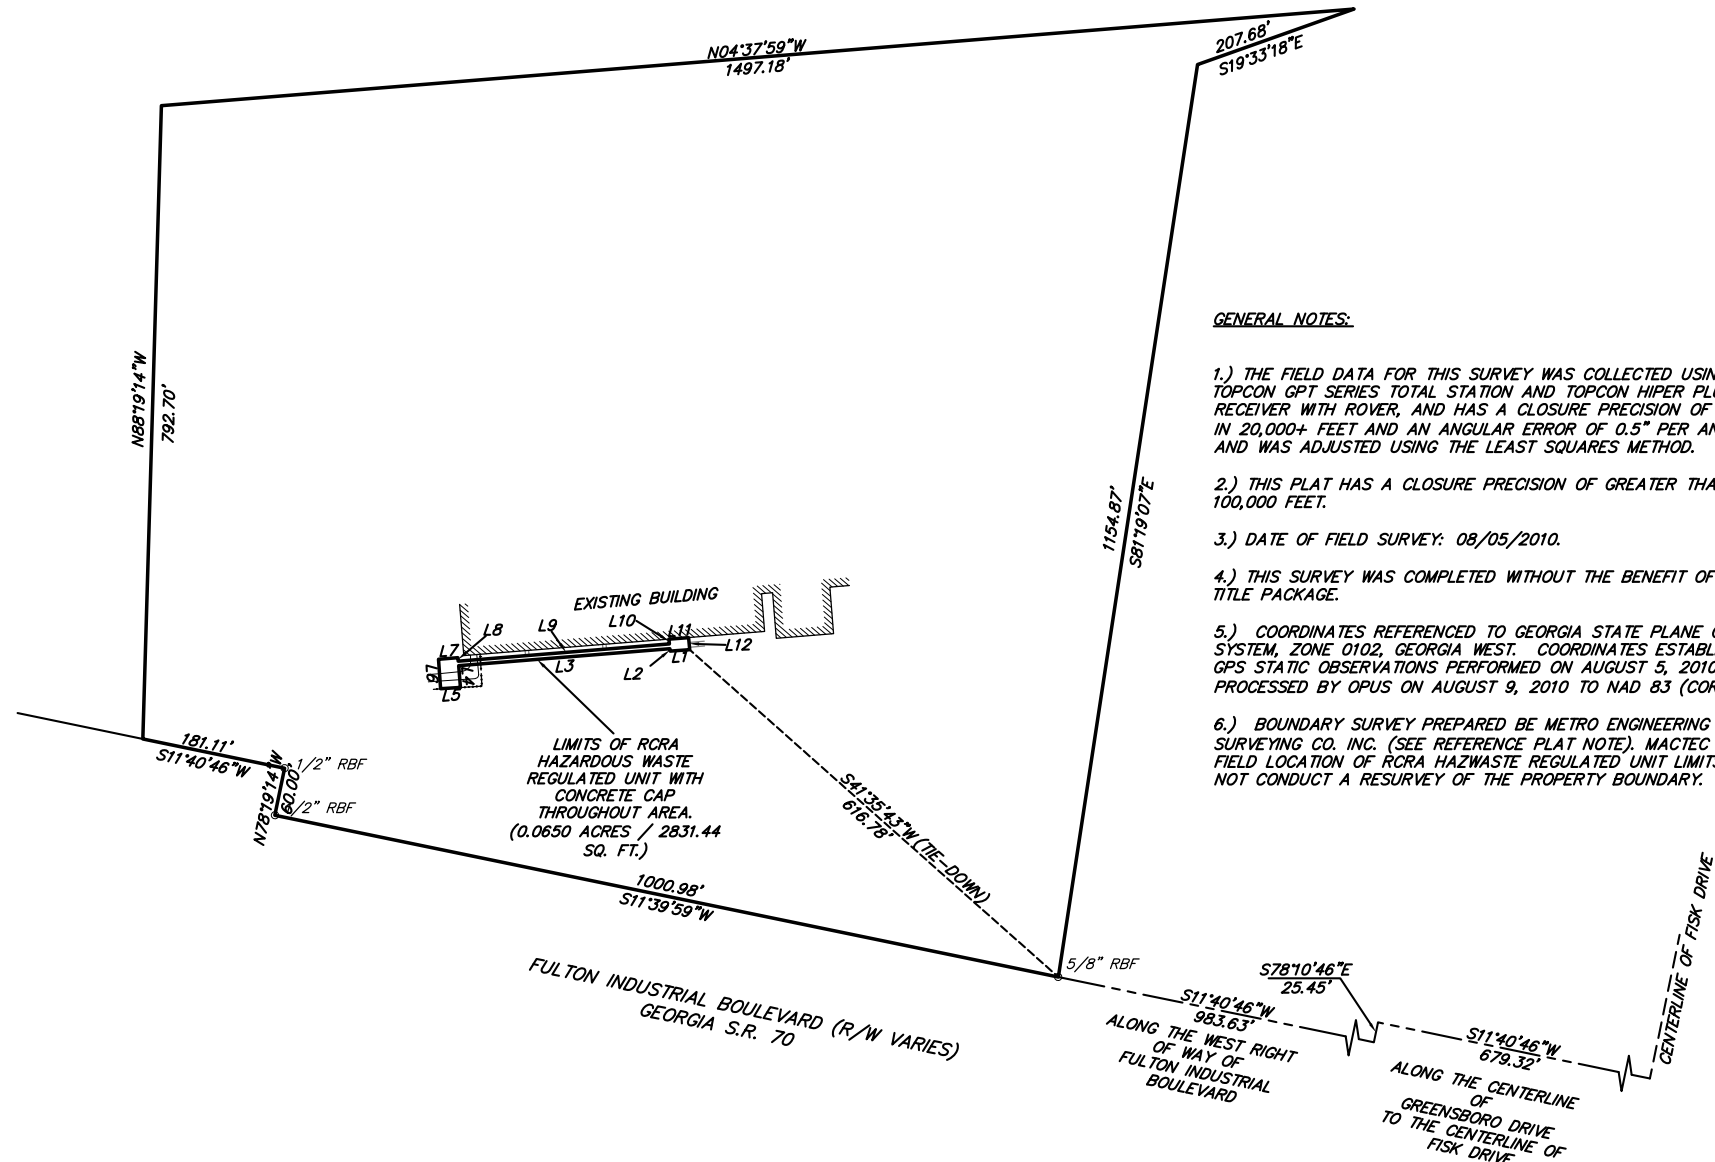 N04°37'59"W
1497.18'
207.68'
S19°33'18"E
N88°19'14"W
792.70'
1154.87'
S81°19'07"E
GENERAL NOTES:
1.) THE FIELD DATA FOR THIS SURVEY WAS COLLECTED USIN
TOPCON GPT SERIES TOTAL STATION AND TOPCON HIPER PLU
RECEIVER WITH ROVER, AND HAS A CLOSURE PRECISION OF
IN 20,000+ FEET AND AN ANGULAR ERROR OF 0.5" PER AN
AND WAS ADJUSTED USING THE LEAST SQUARES METHOD.
2.) THIS PLAT HAS A CLOSURE PRECISION OF GREATER THA
100,000 FEET.
3.) DATE OF FIELD SURVEY: 08/05/2010.
4.) THIS SURVEY WAS COMPLETED WITHOUT THE BENEFIT OF
TITLE PACKAGE.
5.) COORDINATES REFERENCED TO GEORGIA STATE PLANE C
SYSTEM, ZONE 0102, GEORGIA WEST. COORDINATES ESTABL
GPS STATIC OBSERVATIONS PERFORMED ON AUGUST 5, 2010
PROCESSED BY OPUS ON AUGUST 9, 2010 TO NAD 83 (COR
6.) BOUNDARY SURVEY PREPARED BE METRO ENGINEERING
SURVEYING CO. INC. (SEE REFERENCE PLAT NOTE). MACTEC
FIELD LOCATION OF RCRA HAZWASTE REGULATED UNIT LIMITS
NOT CONDUCT A RESURVEY OF THE PROPERTY BOUNDARY.
EXISTING BUILDING
L8
L9
L10
L11
L12
L7
L6
L4
L5
L3
L2
L1
LIMITS OF RCRA
HAZARDOUS WASTE
REGULATED UNIT WITH
CONCRETE CAP
THROUGHOUT AREA.
(0.0650 ACRES / 2831.44
SQ. FT.)
181.11'
S11°40'46"W
N78°19'14"W
60.00'
1/2" RBF
1/2" RBF
S41°35'43"W (TIE-DOWN)
616.78'
1000.98'
S11°39'59"W
5/8" RBF
FULTON INDUSTRIAL BOULEVARD (R/W VARIES)
GEORGIA S.R. 70
S11°40'46"W
983.63'
ALONG THE WEST RIGHT
OF WAY OF
FULTON INDUSTRIAL
BOULEVARD
S78°10'46"E
25.45'
S11°40'46"W
679.32'
ALONG THE CENTERLINE
OF
GREENSBORO DRIVE
TO THE CENTERLINE OF
FISK DRIVE
CENTERLINE OF FISK DRIVE